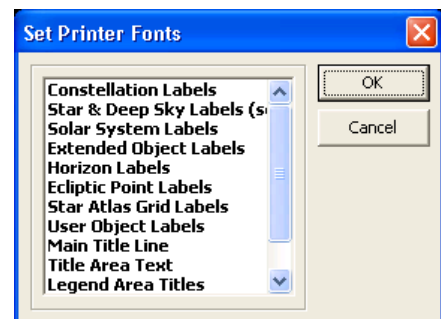 Set Printer Fonts
Constellation Labels
Star & Deep Sky Labels
Solar System Labels
Extended Object Labels
Horizon Labels
Ecliptic Point Labels
Star Atlas Grid Labels
User Object Labels
Main Title Line
Title Area Text
Legend Area Titles
OK
Cancel